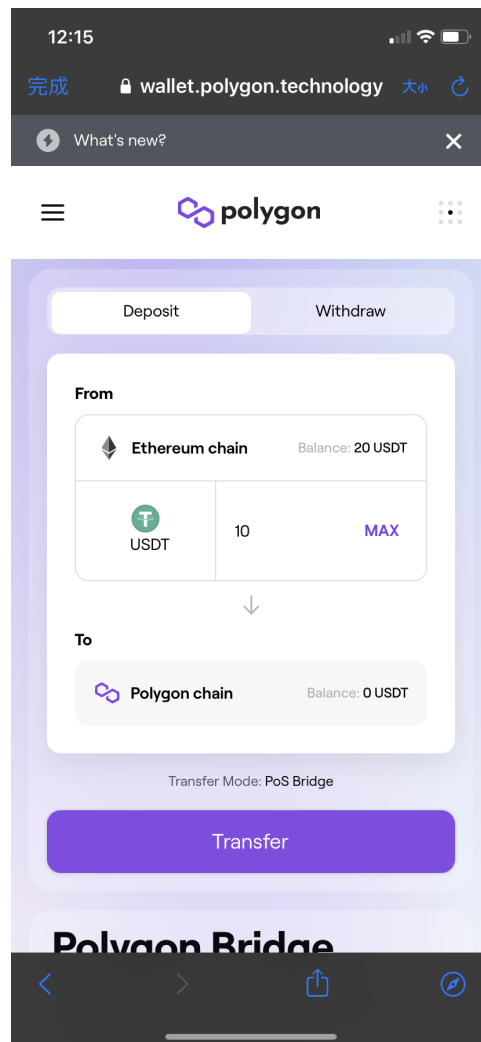 12:15
完成 wallet.polygon.technology 大小
What's new?
polygon
Deposit Withdraw
From
Ethereum chain Balance: 20 USDT
USDT 10 MAX
To
Polygon chain Balance: 0 USDT
Transfer Mode: PoS Bridge
Transfer
Polygon Bridge